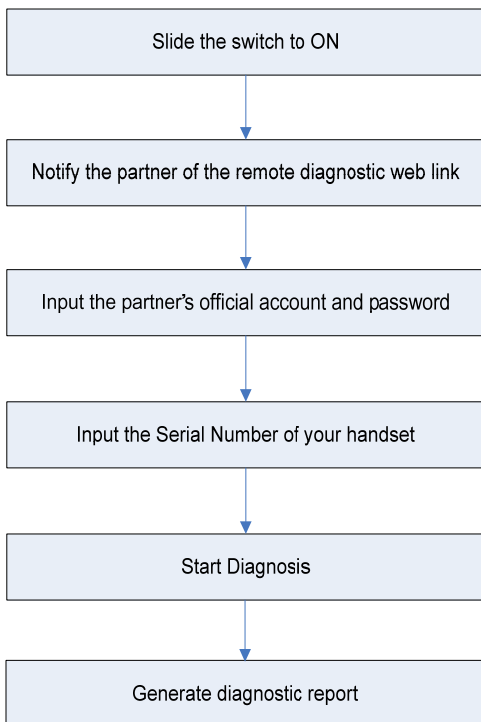 Slide the switch to ON
Notify the partner of the remote diagnostic web link
Input the partner's official account and password
Input the Serial Number of your handset
Start Diagnosis
Generate diagnostic report